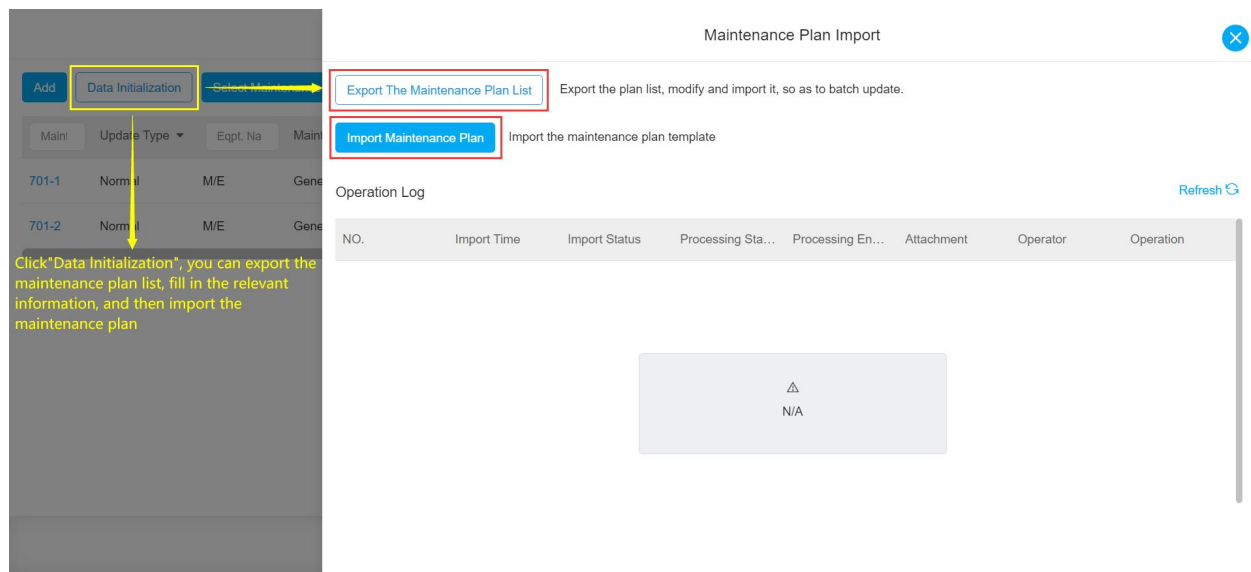 Maintenance Plan Import
Add
Data Initialization
Export The Maintenance Plan List
Export the plan list, modify and import it, so as to batch update.
Import Maintenance Plan
Import the maintenance plan template
Maint
Update Type
Eqpt. Na
Maint
701-1 Normal M/E Gene
701-2 Normal M/E Gene
Operation Log
Refresh
NO. Import Time Import Status Processing Sta... Processing En... Attachment Operator Operation
Click"Data Initialization", you can export the
maintenance plan list, fill in the relevant
information, and then import the
maintenance plan
N/A